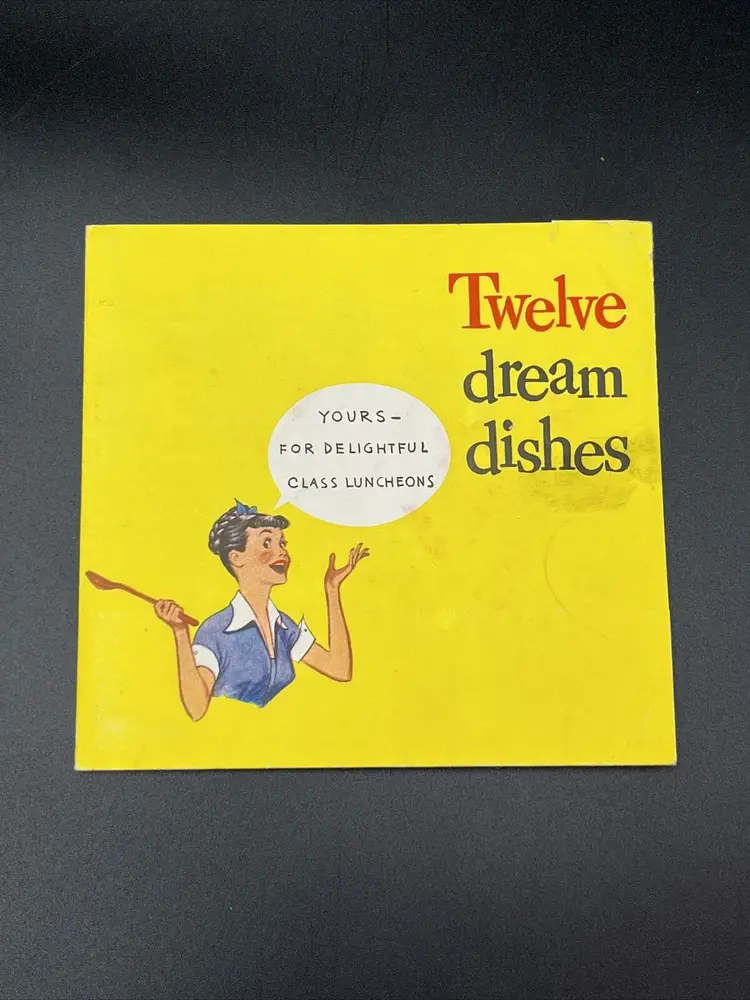 Twelve
dream
dishes
YOURS–
FOR DELIGHTFUL
CLASS LUNCHEONS